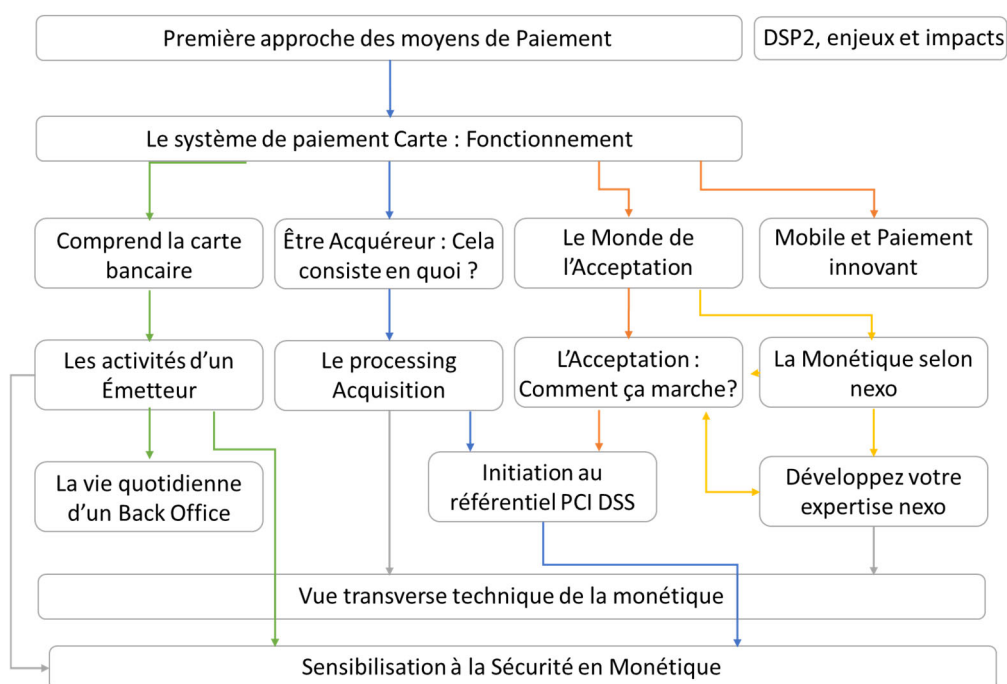 Première approche des moyens de Paiement
DSP2, enjeux et impacts
Le système de paiement Carte : Fonctionnement
Comprend la carte
bancaire
Être Acquéreur : Cela
consiste en quoi ?
Le Monde de
l’Acceptation
Mobile et Paiement
innovant
Les activités d’un
Émetteur
Le processing
Acquisition
L’Acceptation :
Comment ça marche?
La Monétique selon
nexo
La vie quotidienne
d’un Back Office
Initiation au
référentiel PCI DSS
Développez votre
expertise nexo
Vue transverse technique de la monétique
Sensibilisation à la Sécurité en Monétique